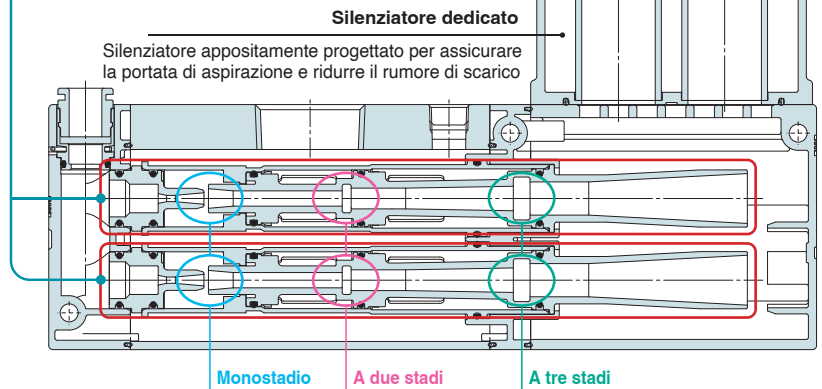 Silenziatore dedicato
Silenziatore appositamente progettato per assicurare
la portata di aspirazione e ridurre il rumore di scarico
Monostadio
A due stadi
A tre stadi